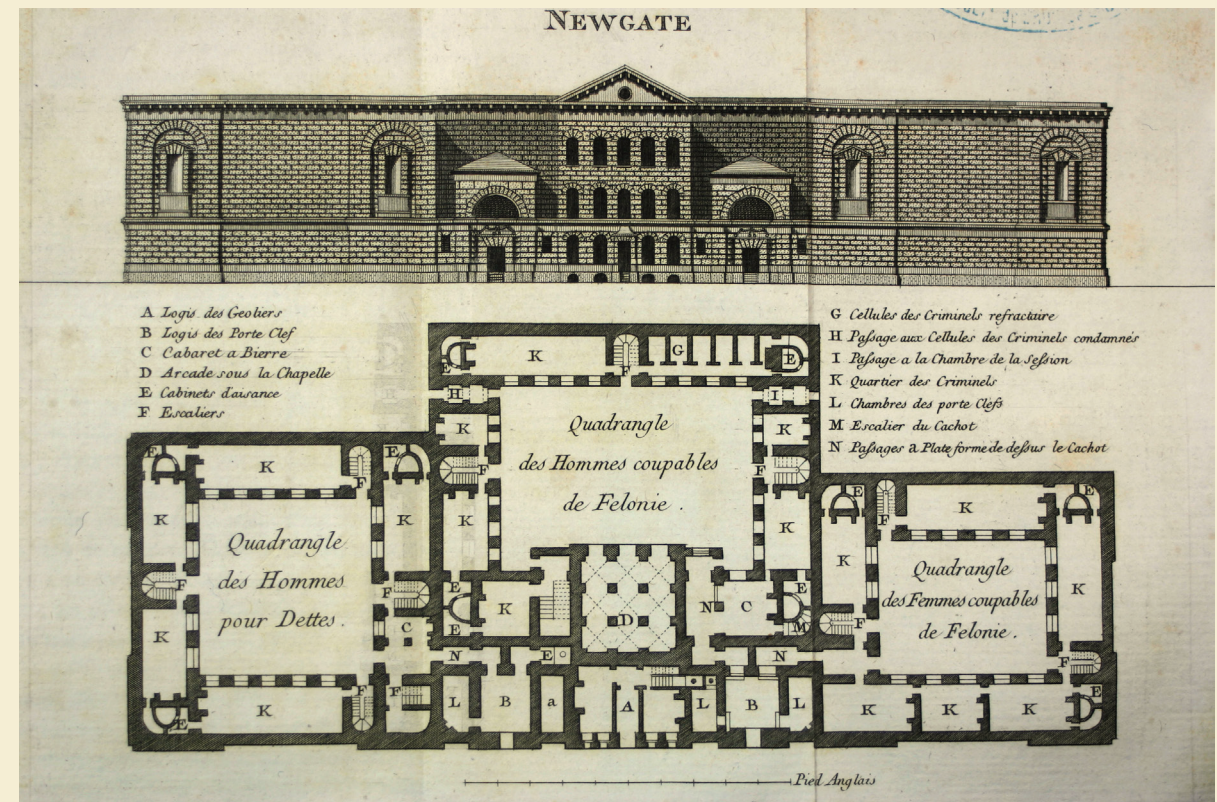 NEWGATE
A Logis des Geoliers
B Logis des Porte Clef
C Cabaret a Bierre
D Arcade sous la Chapelle
E Cabinets d'aisance
F Escaliers
G Cellules des Criminels refractaire
H Paſsage aux Cellules des Criminels condamnés
I Paſsage a la Chambre de la Seſsion
K Quartier des Criminels
L Chambres des porte Clefs
M Escalier du Cachot
N Paſsages a Plate forme de deſsus le Cachot
E K F G E
H I
K Quadrangle K
F des Hommes coupables F
K de Felonie. K
E K F E
K K
Quadrangle
des Hommes
pour Dettes.
F F
K C
K F F
E K D N C E M
E N E N
L B a A L B L
E F K E
K K
Quadrangle
des Femmes coupables
de Felonie.
F F
K K K E
Pied Anglais